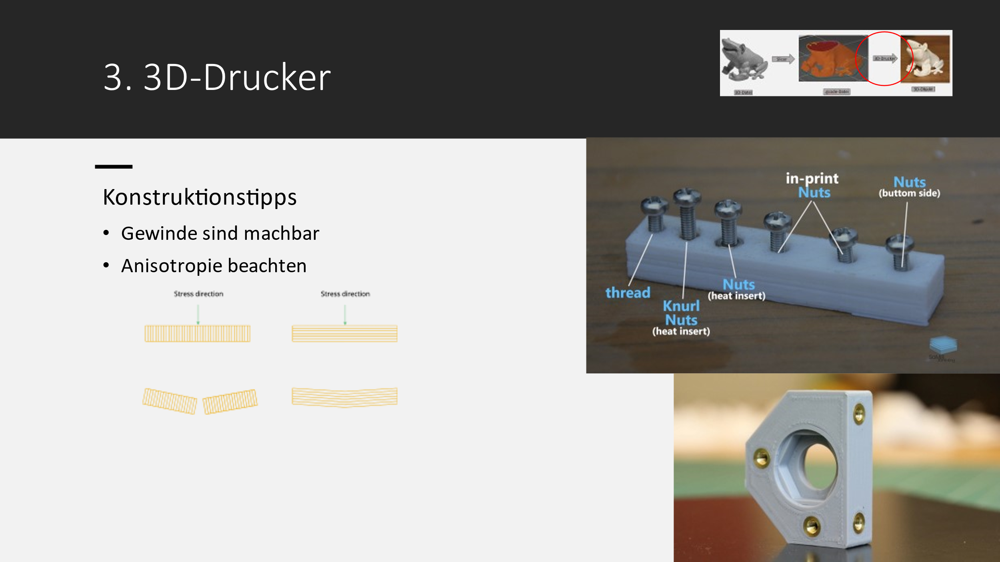 3. 3D-Drucker
Slicer
3D-Drucker
3D-Datei
.gcode-Datei
3D-Objekt
Konstruktionstipps
• Gewinde sind machbar
• Anisotropie beachten
Stress direction
Stress direction
in-print
Nuts
Nuts
(buttom side)
thread
Knurl
Nuts
(heat insert)
Nuts
(heat insert)